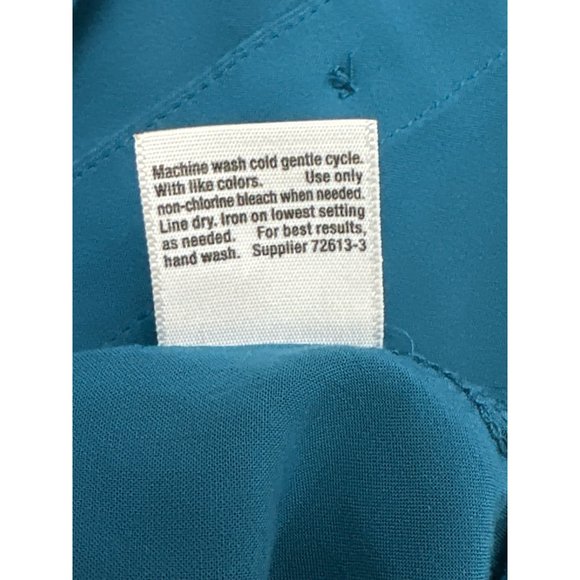 Machine wash cold gentle cycle.
With like colors. Use only
non-chlorine bleach when needed.
Line dry. Iron on lowest setting
as needed. For best results,
hand wash. Supplier 72613-3